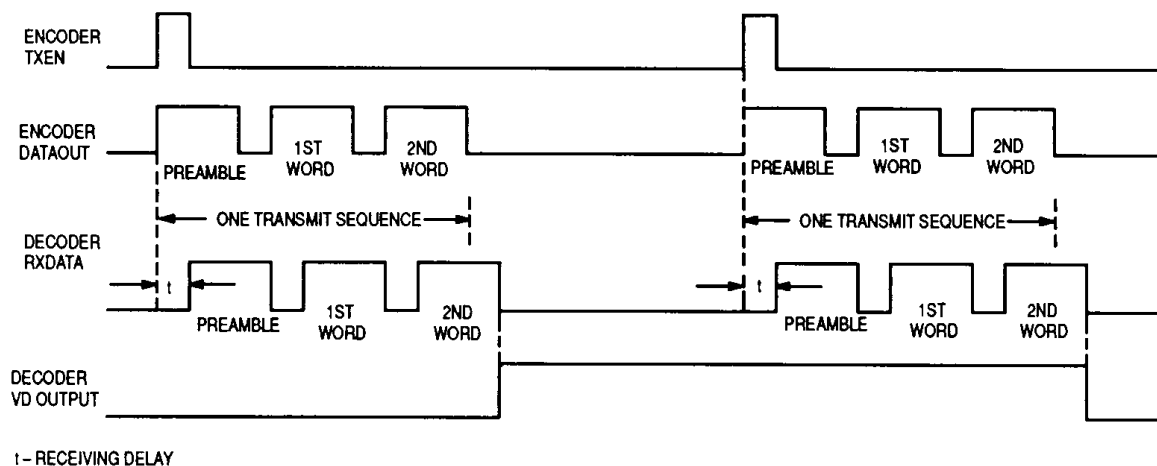 ENCODER
TXEN
ENCODER
DATAOUT
PREAMBLE
1ST
WORD
2ND
WORD
PREAMBLE
1ST
WORD
2ND
WORD
ONE TRANSMIT SEQUENCE
ONE TRANSMIT SEQUENCE
DECODER
RXDATA
t
PREAMBLE
1ST
WORD
2ND
WORD
t
PREAMBLE
1ST
WORD
2ND
WORD
DECODER
VD OUTPUT
t – RECEIVING DELAY